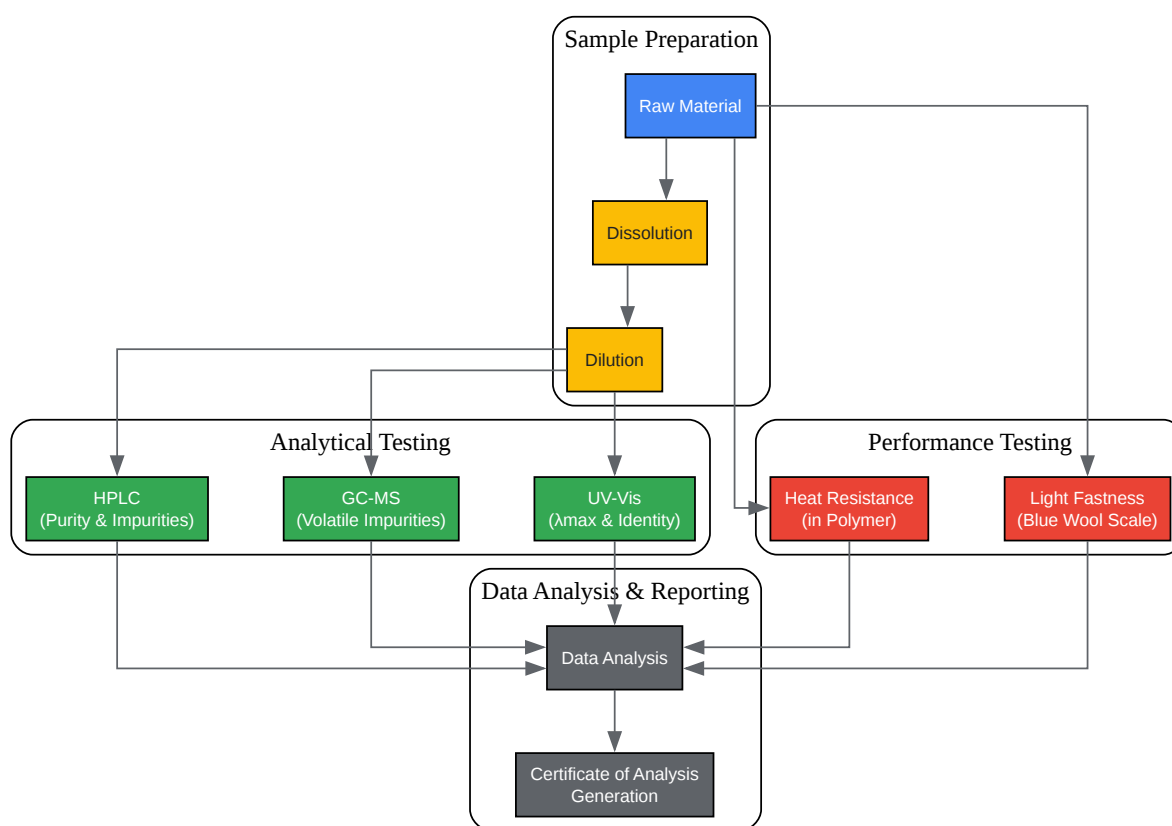 Sample Preparation
Raw Material
Dissolution
Dilution
Analytical Testing
HPLC
(Purity & Impurities)
GC-MS
(Volatile Impurities)
UV-Vis
(λmax & Identity)
Performance Testing
Heat Resistance
(in Polymer)
Light Fastness
(Blue Wool Scale)
Data Analysis & Reporting
Data Analysis
Certificate of Analysis
Generation